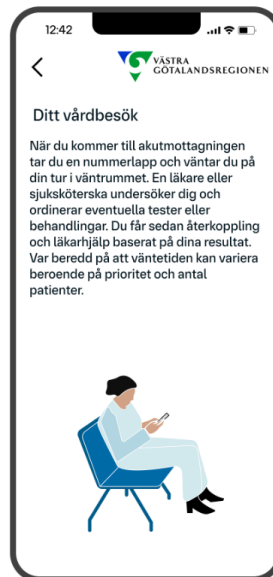 12:42
VÄSTRA
GÖTALANDSREGIONEN
Ditt vårdbesök
När du kommer till akutmottagningen
tar du en nummerlapp och väntar du på
din tur i väntrummet. En läkare eller
sjuksköterska undersöker dig och
ordinerar eventuella tester eller
behandlingar. Du får sedan återkoppling
och läkarhjälp baserat på dina resultat.
Var beredd på att väntetiden kan variera
beroende på prioritet och antal
patienter.